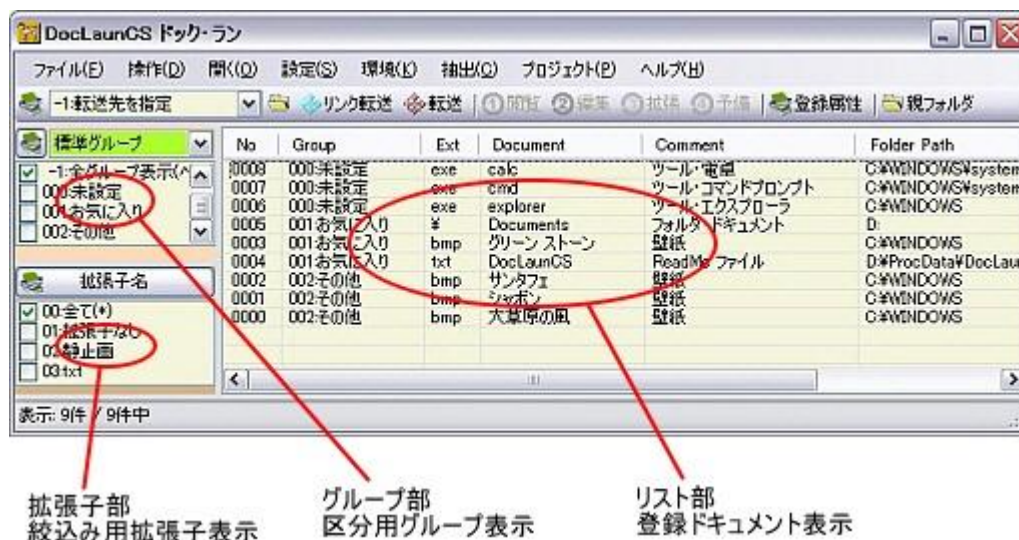 DocLaunCS ドック・ラン
ファイル(F) 操作(D) 開く(O) 設定(S) 環境(K) 抽出(C) プロジェクト(P) ヘルプ(H)
-1:転送先を指定 リンク転送 転送 ①閲覧 ②編集 ③拡張 ④予備 登録属性 親フォルダ
標準グループ
-1:全グループ表示(ヘ
000:未設定
001:お気に入り
002:その他
拡張子名
00:全て(*)
01:拡張子なし
02:静止画
03:txt
No Group Ext Document Comment Folder Path
0008 000:未設定 exe calc ツール・電卓 C:¥WINDOWS¥system
0007 000:未設定 exe cmd ツール・コマンドプロンプト C:¥WINDOWS¥system
0006 000:未設定 exe explorer ツール・エクスプローラ C:¥WINDOWS
0005 001:お気に入り ¥ Documents フォルダ・ドキュメント D:
0003 001:お気に入り bmp グリーン ストーン 壁紙 C:¥WINDOWS
0004 001:お気に入り txt DocLaunCS ReadMe ファイル D:¥ProcData¥DocLau
0002 002:その他 bmp サンタフェ 壁紙 C:¥WINDOWS
0001 002:その他 bmp シャボン 壁紙 C:¥WINDOWS
0000 002:その他 bmp 大草原の風 壁紙 C:¥WINDOWS
表示: 9件 / 9件中
拡張子部
絞込み用拡張子表示
グループ部
区分用グループ表示
リスト部
登録ドキュメント表示